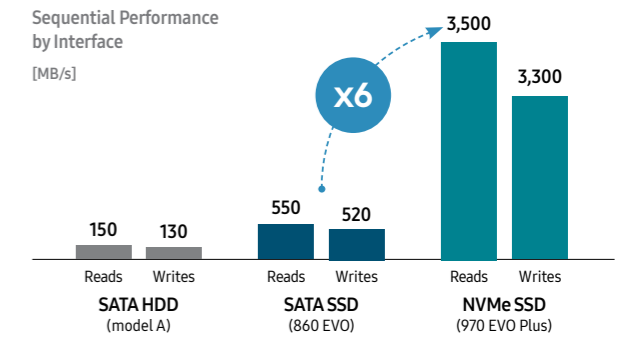 Sequential Performance
by Interface
[MB/s]
x6
3,500
3,300
550
520
150
130
Reads Writes Reads Writes Reads Writes
SATA HDD SATA SSD NVMe SSD
(model A) (860 EVO) (970 EVO Plus)